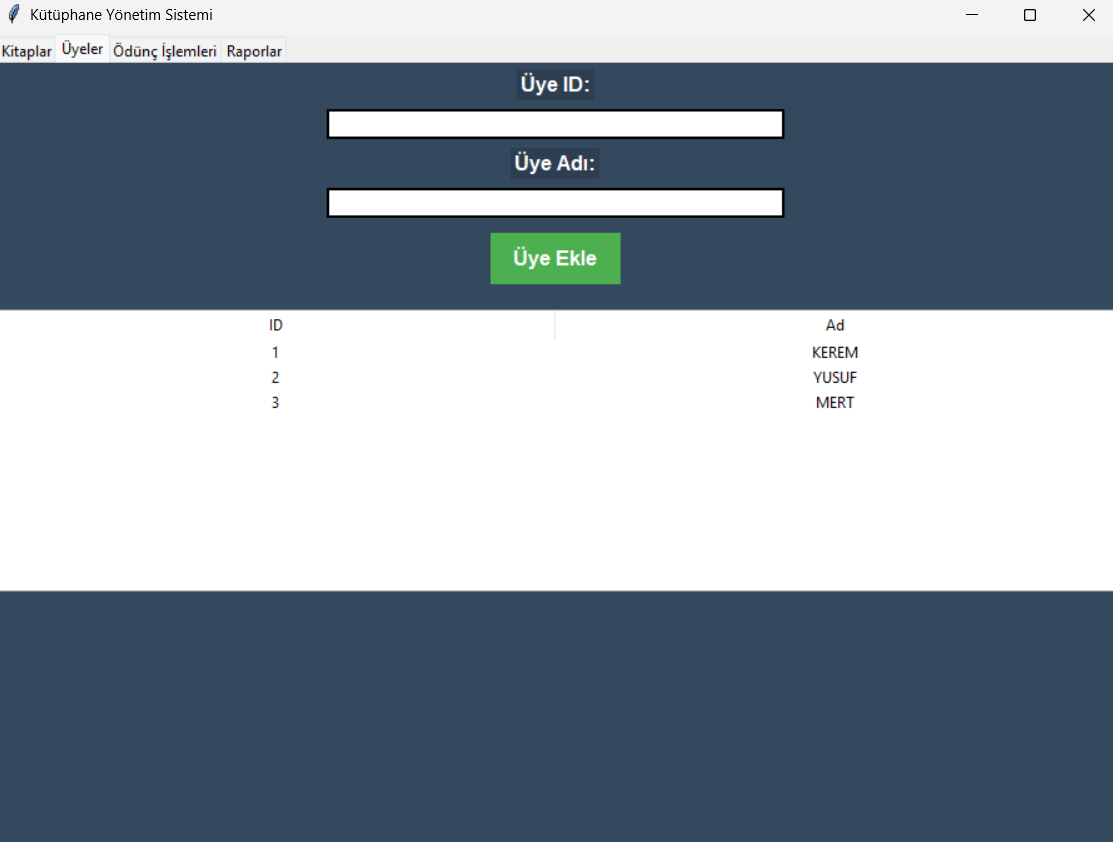 Kütüphane Yönetim Sistemi
Kitaplar Üyeler Ödünç İşlemleri Raporlar
Üye ID:
Üye Adı:
Üye Ekle
ID Ad
1 KEREM
2 YUSUF
3 MERT